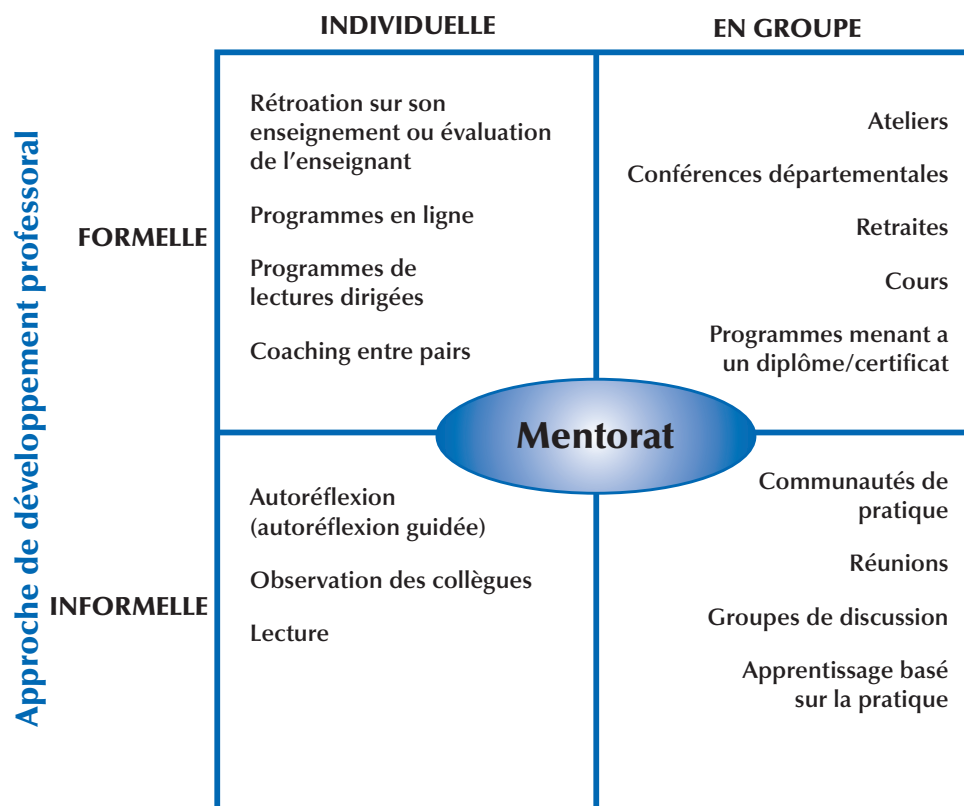 INDIVIDUELLE
EN GROUPE
Approche de développement professoral
FORMELLE
Rétroation sur son
enseignement ou évaluation
de l’enseignant
Programmes en ligne
Programmes de
lectures dirigées
Coaching entre pairs
Ateliers
Conférences départementales
Retraites
Cours
Programmes menant a
un diplôme/certificat
Mentorat
INFORMELLE
Autoréflexion
(autoréflexion guidée)
Observation des collègues
Lecture
Communautés de
pratique
Réunions
Groupes de discussion
Apprentissage basé
sur la pratique